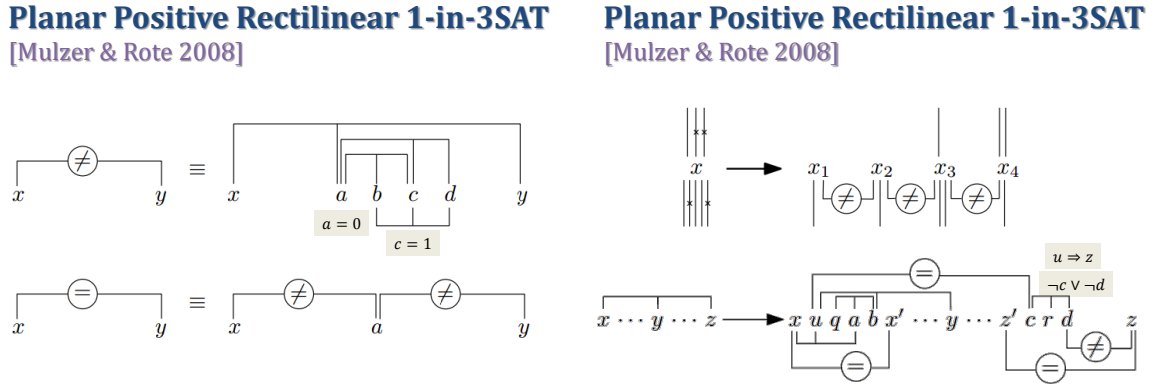 Planar Positive Rectilinear 1-in-3SAT
[Mulzer & Rote 2008]
≠
x y
≡
x a b c d y
a = 0
c = 1
=
x y
≡
≠ ≠
x a y
Planar Positive Rectilinear 1-in-3SAT
[Mulzer & Rote 2008]
x
x₁ x₂ x₃ x₄
≠ ≠ ≠
u ⇒ z
=
¬c ∨ ¬d
x ⋯ y ⋯ z
x u q a b x′ ⋯ y ⋯ z′ c r d z
≠
= =